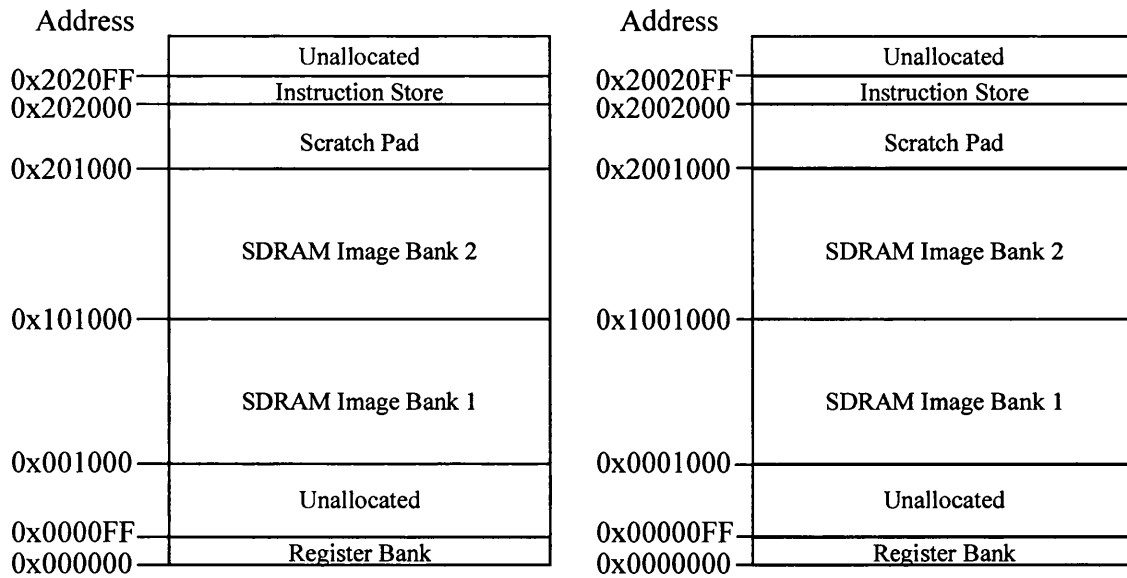 Address
Unallocated
0x2020FF
Instruction Store
0x202000
Scratch Pad
0x201000
SDRAM Image Bank 2
0x101000
SDRAM Image Bank 1
0x001000
Unallocated
0x0000FF
Register Bank
0x000000
Address
Unallocated
0x20020FF
Instruction Store
0x2002000
Scratch Pad
0x2001000
SDRAM Image Bank 2
0x1001000
SDRAM Image Bank 1
0x0001000
Unallocated
0x00000FF
Register Bank
0x0000000